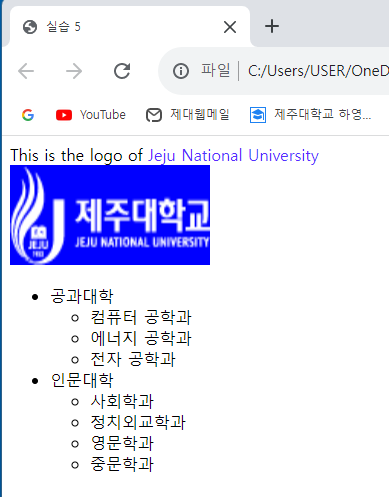 실습 5
파일 C:/Users/USER/OneD
YouTube 제대웹메일 제주대학교 하영...
This is the logo of Jeju National University
제주대학교
JEJU NATIONAL UNIVERSITY
JEJU
1952
공과대학
컴퓨터 공학과
에너지 공학과
전자 공학과
인문대학
사회학과
정치외교학과
영문학과
중문학과